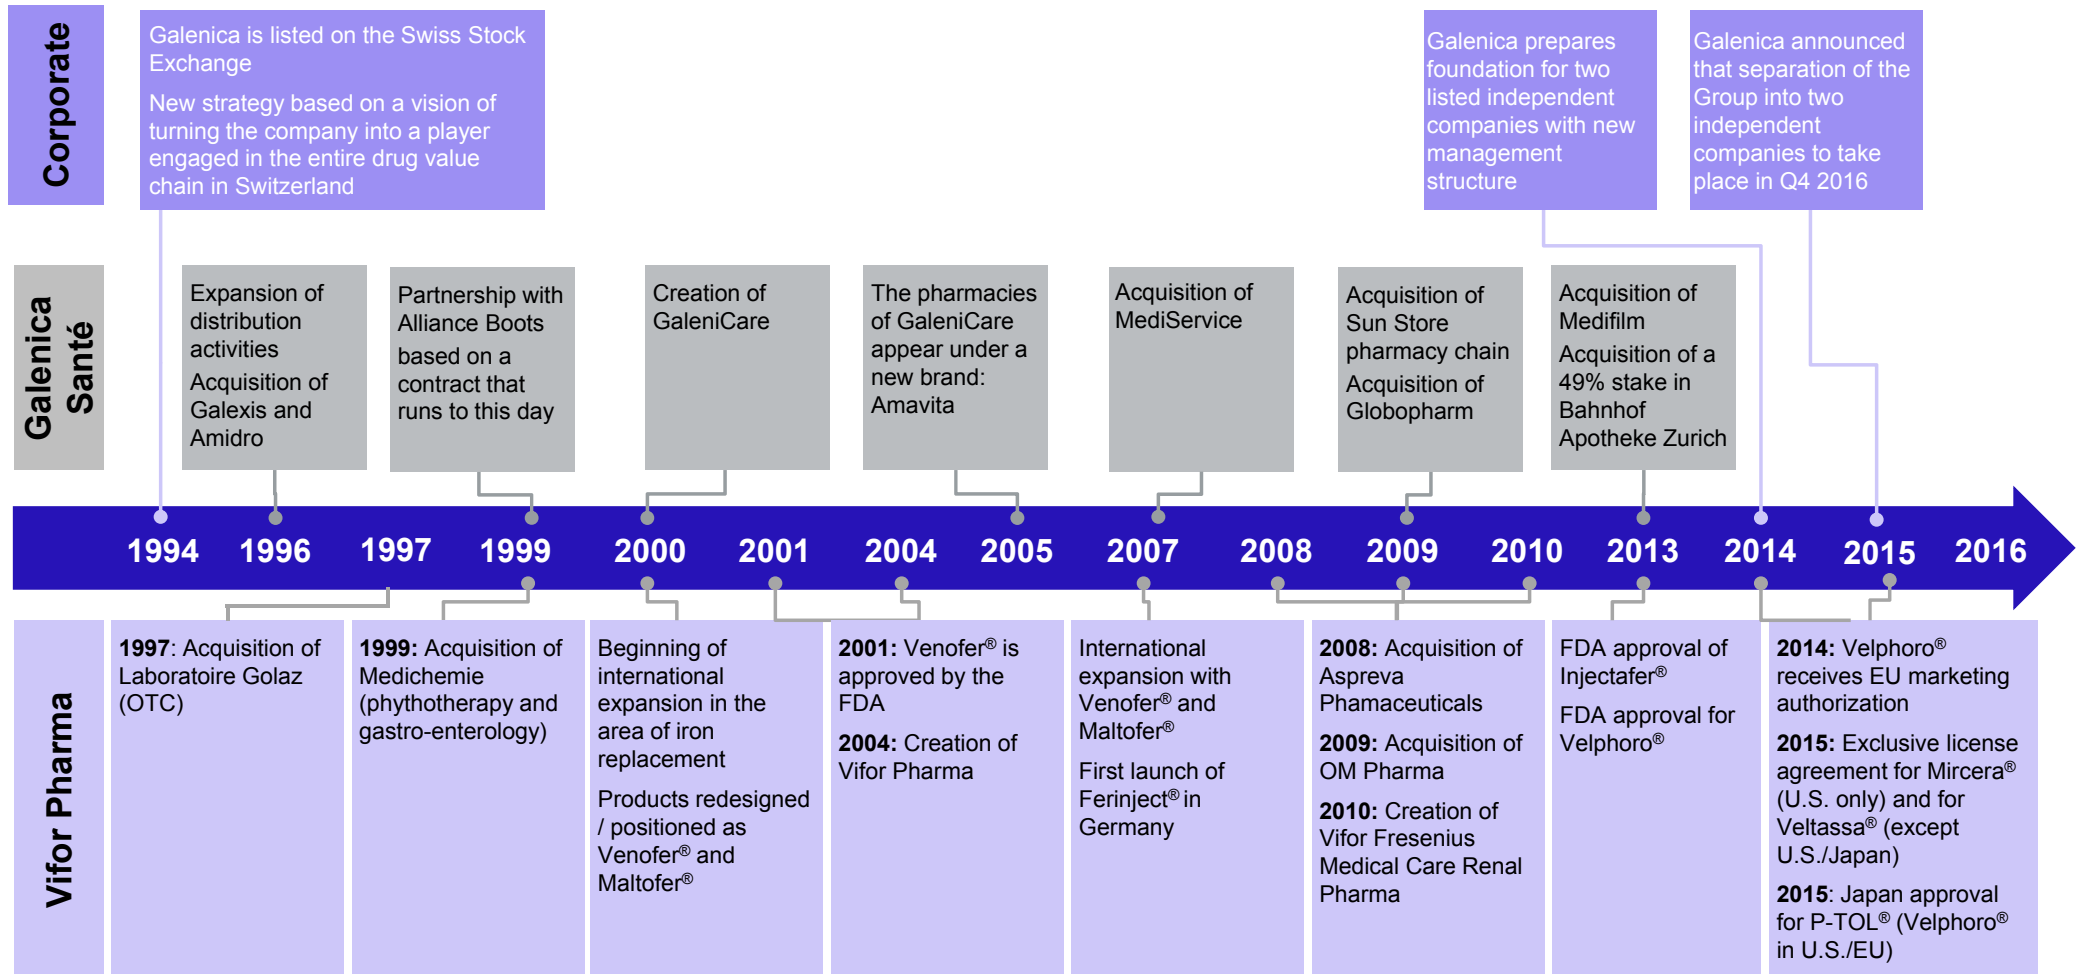 Corporate
Galenica is listed on the Swiss Stock
Exchange
New strategy based on a vision of
turning the company into a player
engaged in the entire drug value
chain in Switzerland
Galenica prepares
foundation for two
listed independent
companies with new
management
structure
Galenica announced
that separation of the
Group into two
independent
companies to take
place in Q4 2016
Galenica
Santé
Expansion of
distribution
activities
Acquisition of
Galexis and
Amidro
Partnership with
Alliance Boots
based on a
contract that
runs to this day
Creation of
GaleniCare
The pharmacies
of GaleniCare
appear under a
new brand:
Amavita
Acquisition of
MediService
Acquisition of
Sun Store
pharmacy chain
Acquisition of
Globopharm
Acquisition of
Medifilm
Acquisition of a
49% stake in
Bahnhof
Apotheke Zurich
1994 1996 1997 1999 2000 2001 2004 2005 2007 2008 2009 2010 2013 2014 2015 2016
Vifor Pharma
1997: Acquisition of
Laboratoire Golaz
(OTC)
1999: Acquisition of
Medichemie
(phythotherapy and
gastro-enterology)
Beginning of
international
expansion in the
area of iron
replacement
Products redesigned
/ positioned as
Venofer® and
Maltofer®
2001: Venofer® is
approved by the
FDA
2004: Creation of
Vifor Pharma
International
expansion with
Venofer® and
Maltofer®
First launch of
Ferinject® in
Germany
2008: Acquisition of
Aspreva
Phamaceuticals
2009: Acquisition of
OM Pharma
2010: Creation of
Vifor Fresenius
Medical Care Renal
Pharma
FDA approval of
Injectafer®
FDA approval for
Velphoro®
2014: Velphoro®
receives EU marketing
authorization
2015: Exclusive license
agreement for Mircera®
(U.S. only) and for
Veltassa® (except
U.S./Japan)
2015: Japan approval
for P-TOL® (Velphoro®
in U.S./EU)